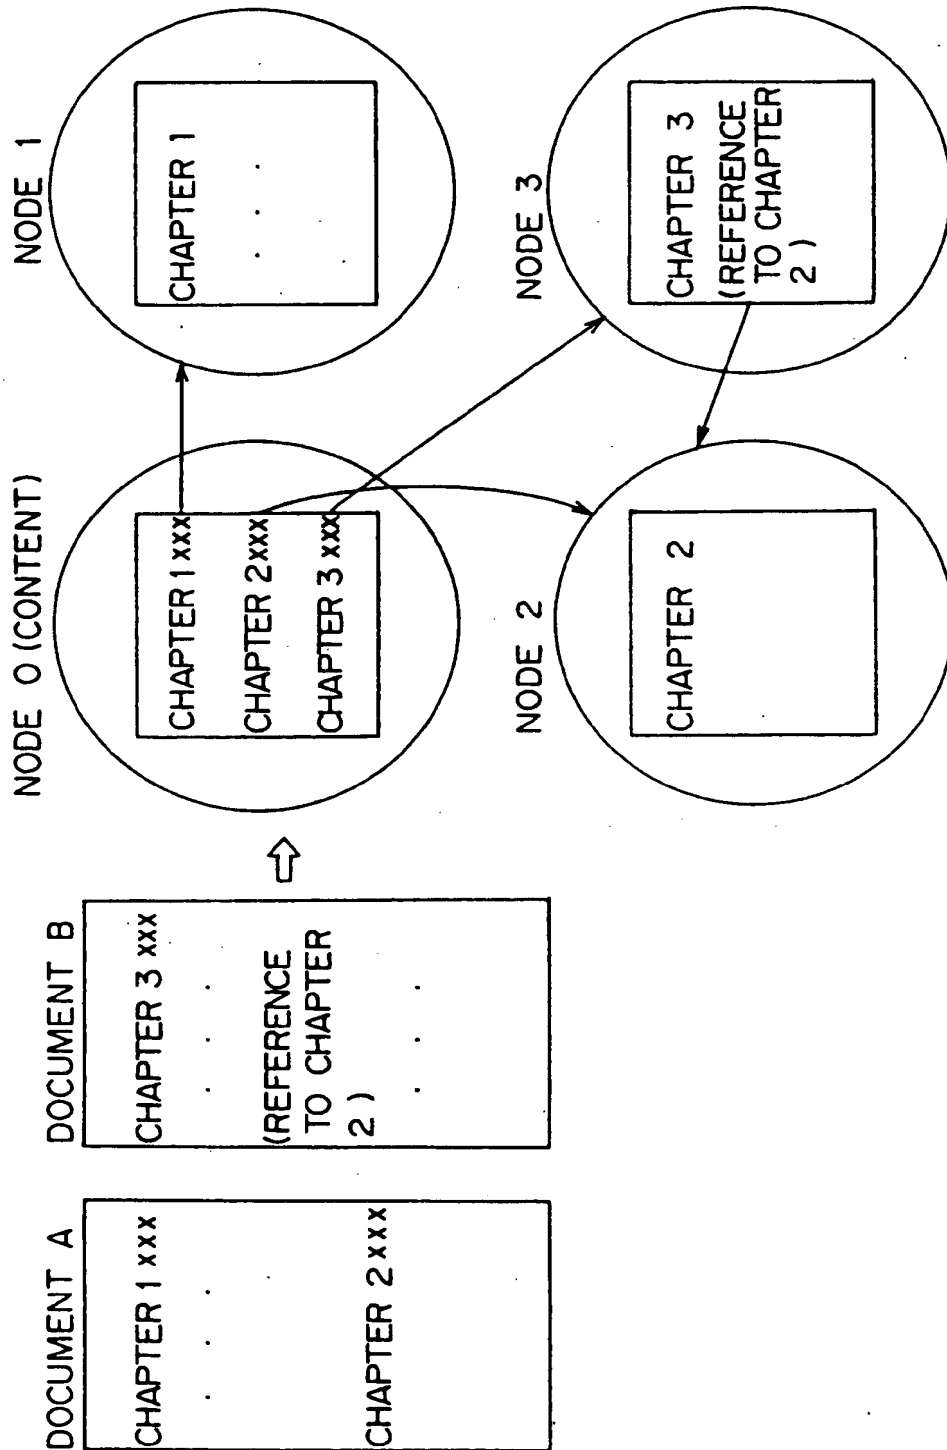 DOCUMENT A
CHAPTER 1 xxx
. . .
CHAPTER 2 xxx
DOCUMENT B
CHAPTER 3 xxx
. . .
(REFERENCE
TO CHAPTER
2 )
. . .
NODE 0 (CONTENT)
CHAPTER 1 xxx
CHAPTER 2 xxx
CHAPTER 3 xxx
NODE 1
CHAPTER 1
. . .
NODE 2
CHAPTER 2
NODE 3
CHAPTER 3
(REFERENCE
TO CHAPTER
2 )